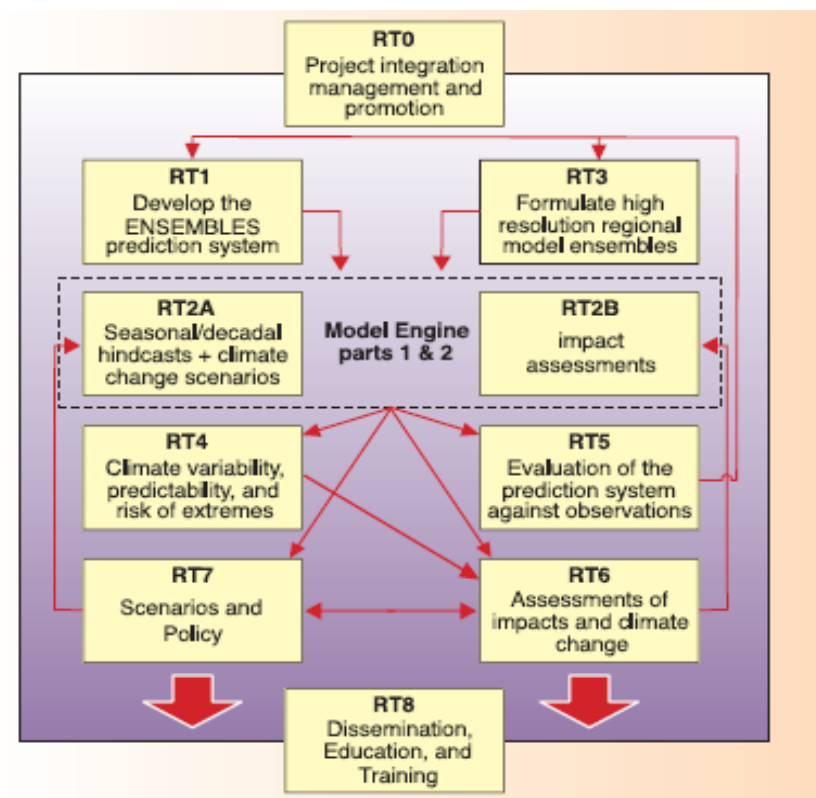 RT0
Project integration
management and
promotion
RT1
Develop the
ENSEMBLES
prediction system
RT3
Formulate high
resolution regional
model ensembles
RT2A
Seasonal/decadal
hindcasts + climate
change scenarios
Model Engine
parts 1 & 2
RT2B
impact
assessments
RT4
Climate variability,
predictability, and
risk of extremes
RT5
Evaluation of the
prediction system
against observations
RT7
Scenarios and
Policy
RT6
Assessments of
impacts and climate
change
RT8
Dissemination,
Education, and
Training